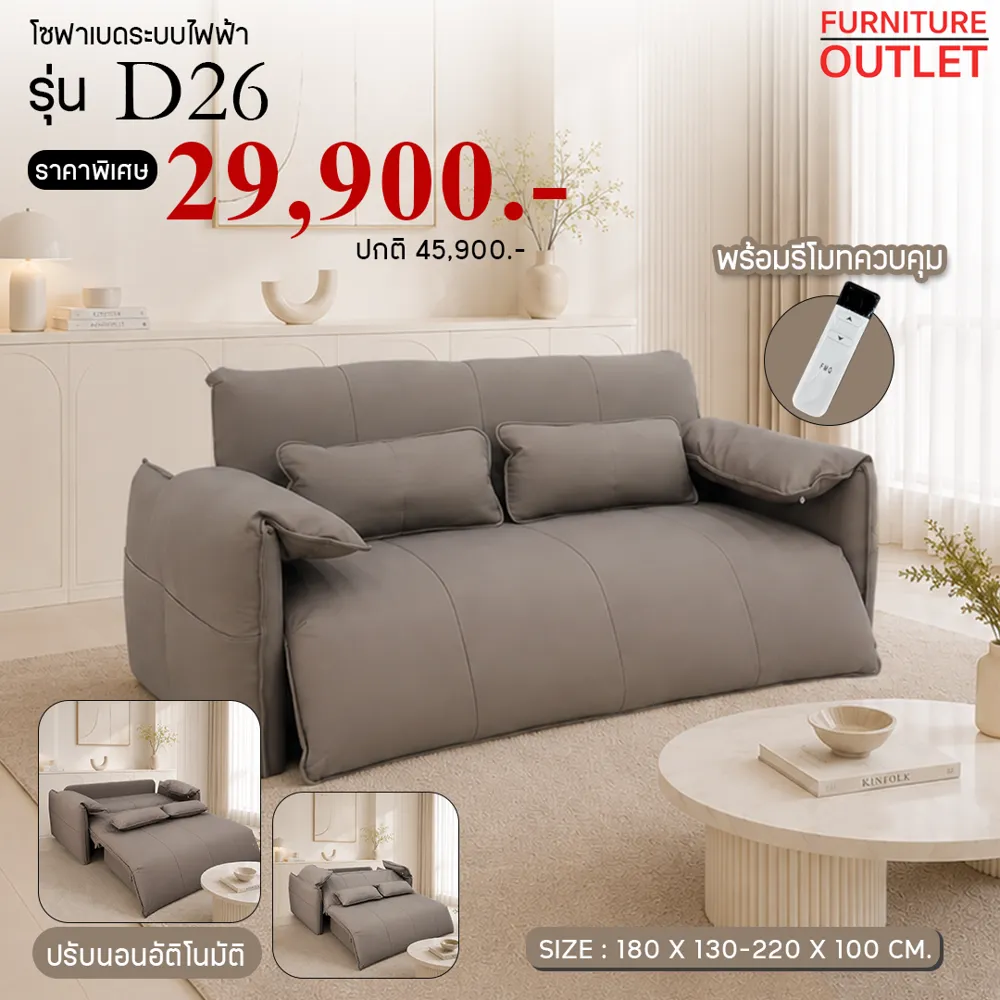 โซฟาเบดระบบไฟฟ้า
รุ่น D26
ราคาพิเศษ 29,900.-
ปกติ 45,900.-
FURNITURE
OUTLET
พร้อมรีโมทควบคุม
FMQ
KINFOLK
ปรับนอนอัติโนมัติ
SIZE : 180 X 130-220 X 100 CM.